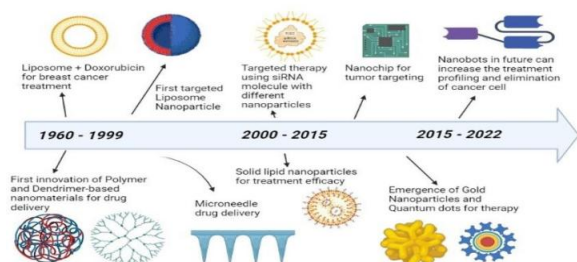 Liposome + Doxorubicin
for breast cancer
treatment
First targeted
Liposome
Nanoparticle
Targeted therapy
using siRNA
molecule with
different
nanoparticles
Nanochip for
tumor targeting
Nanobots in future can
increase the treatment
profiling and elimination
of cancer cell
1960 - 1999
2000 - 2015
2015 - 2022
First innovation of Polymer
and Dendrimer-based
nanomaterials for drug
delivery
Microneedle
drug delivery
Solid lipid nanoparticles
for treatment efficacy
Emergence of Gold
Nanoparticles and
Quantum dots for therapy